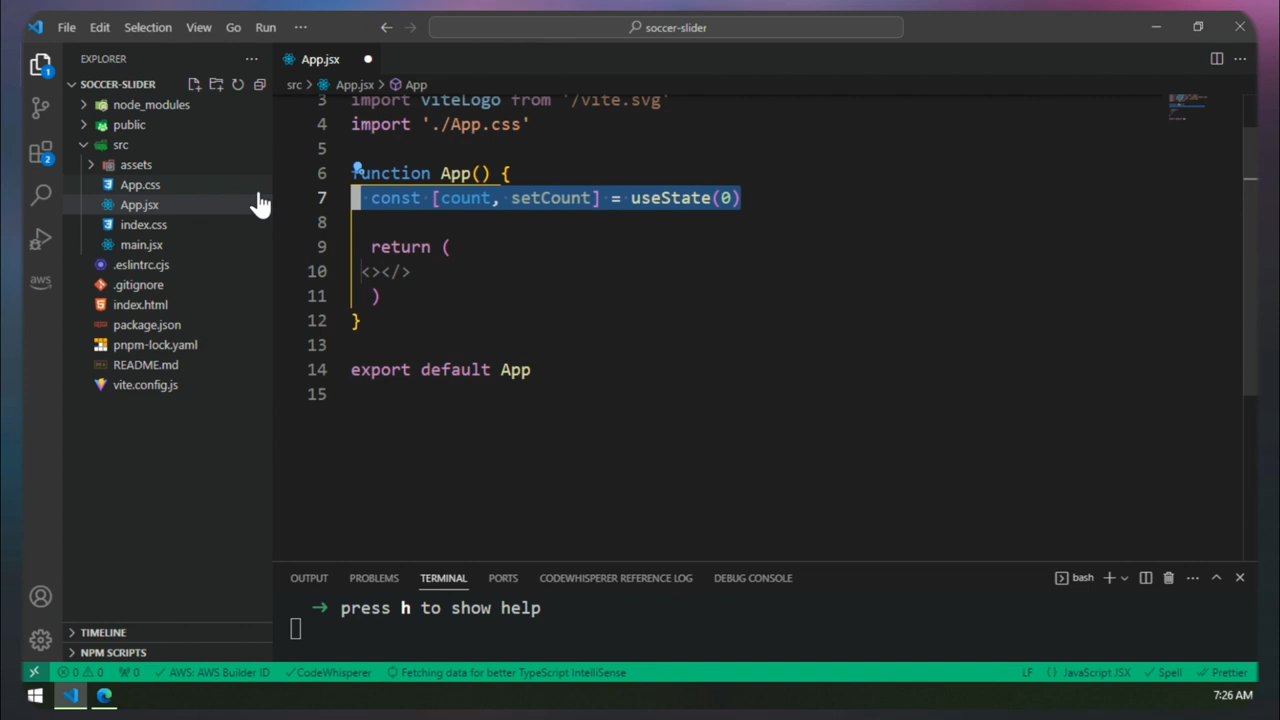 File Edit Selection View Go Run ··· soccer-slider
EXPLORER ···
SOCCER-SLIDER
node_modules
public
src
assets
App.css
App.jsx
index.css
main.jsx
.eslintrc.cjs
.gitignore
index.html
package.json
pnpm-lock.yaml
README.md
vite.config.js
TIMELINE
NPM SCRIPTS
App.jsx
src > App.jsx > App
3 import viteLogo from '/vite.svg'
4 import './App.css'
5
6 function App() {
7 const [count, setCount] = useState(0)
8
9 return (
10 <></>
11 )
12 }
13
14 export default App
15
OUTPUT PROBLEMS TERMINAL PORTS CODEWHISPERER REFERENCE LOG DEBUG CONSOLE bash
➜ press h to show help
0 0 0 AWS: AWS Builder ID CodeWhisperer Fetching data for better TypeScript IntelliSense LF {} JavaScript JSX Spell Prettier
7:26 AM
1
2
aws